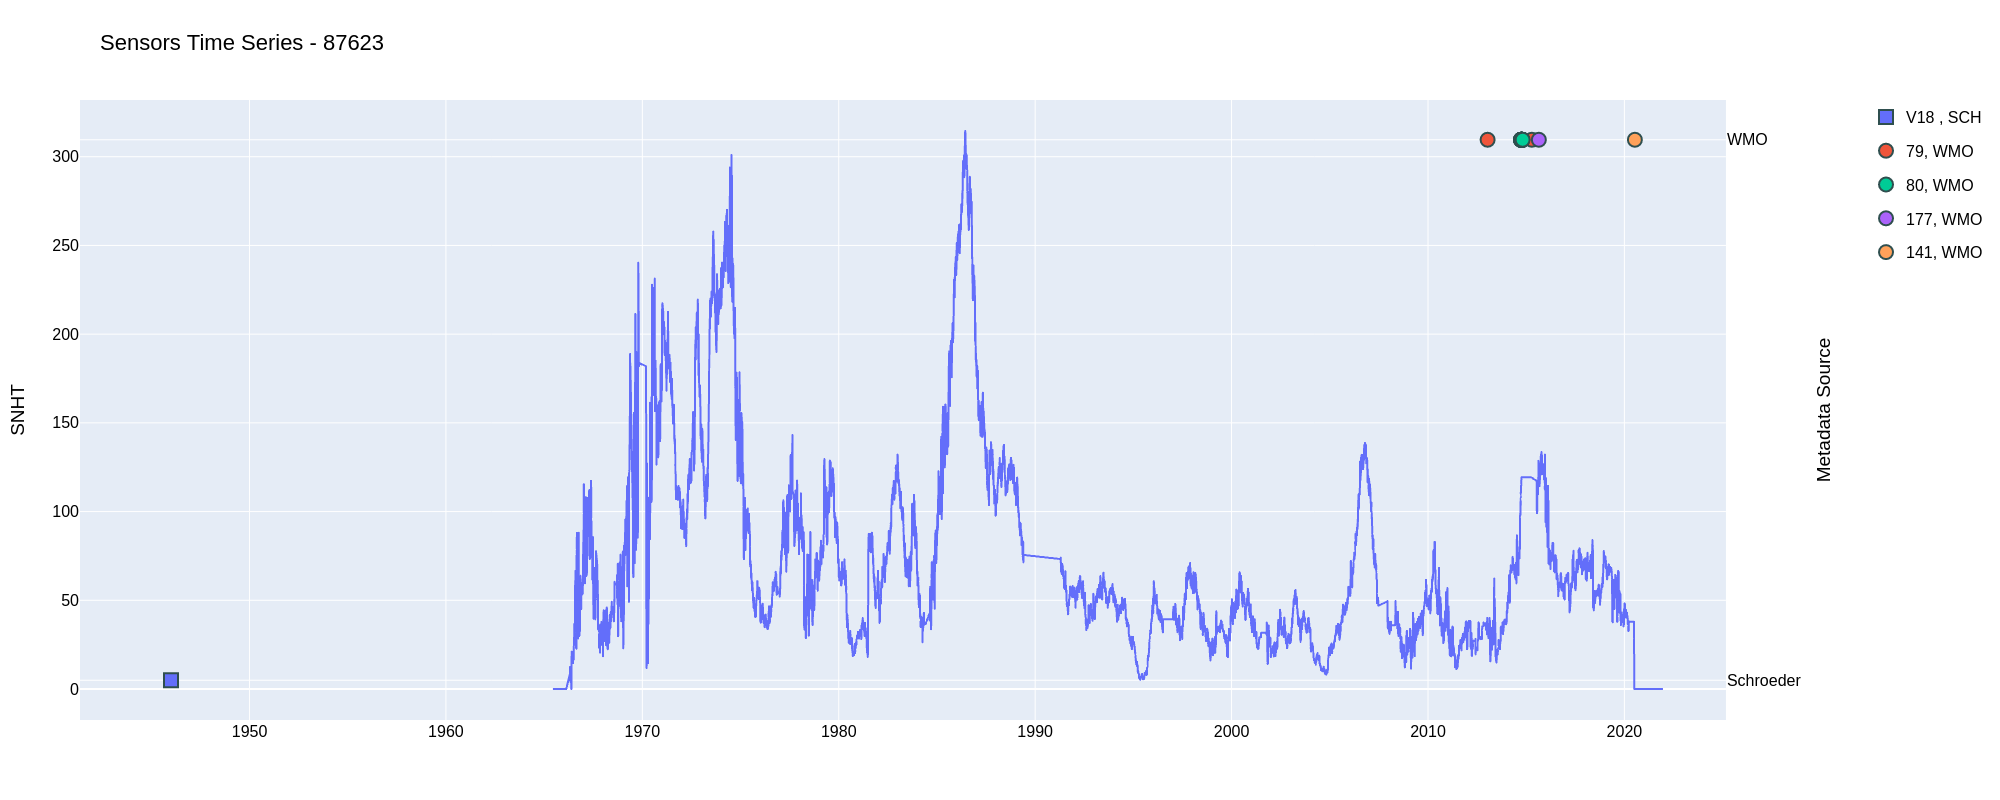 Sensors Time Series - 87623
V18 , SCH
79, WMO
80, WMO
177, WMO
141, WMO
WMO
Schroeder
Metadata Source
SNHT
300
250
200
150
100
50
0
1950
1960
1970
1980
1990
2000
2010
2020